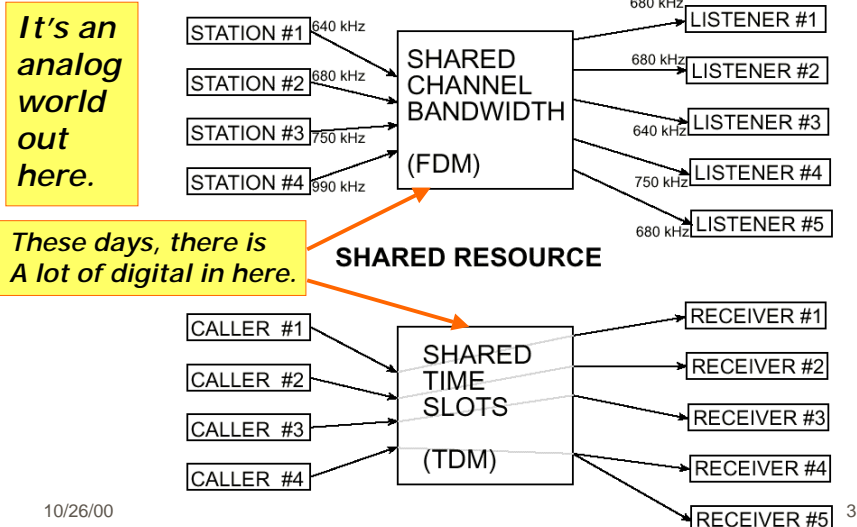 It's an
analog
world
out
here.
STATION #1
640 kHz
STATION #2
680 kHz
STATION #3
750 kHz
STATION #4
990 kHz
SHARED
CHANNEL
BANDWIDTH
(FDM)
680 kHz
LISTENER #1
680 kHz
LISTENER #2
640 kHz
LISTENER #3
750 kHz
LISTENER #4
680 kHz
LISTENER #5
These days, there is
A lot of digital in here.
SHARED RESOURCE
CALLER #1
CALLER #2
CALLER #3
CALLER #4
SHARED
TIME
SLOTS
(TDM)
RECEIVER #1
RECEIVER #2
RECEIVER #3
RECEIVER #4
RECEIVER #5
10/26/00
3